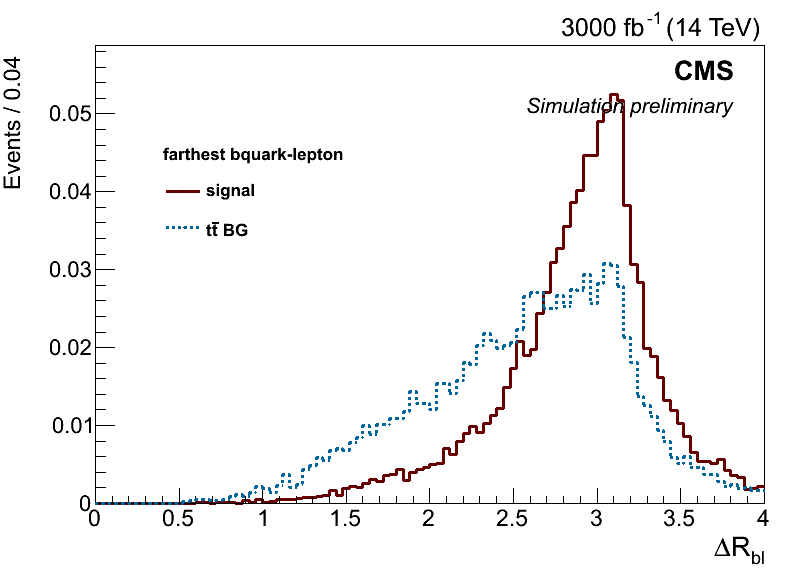 3000 fb⁻¹ (14 TeV)
CMS
Simulation preliminary
Events / 0.04
farthest bquark-lepton
signal
tt̄ BG
0.05
0.04
0.03
0.02
0.01
0
0 0.5 1 1.5 2 2.5 3 3.5 4
ΔR_bl